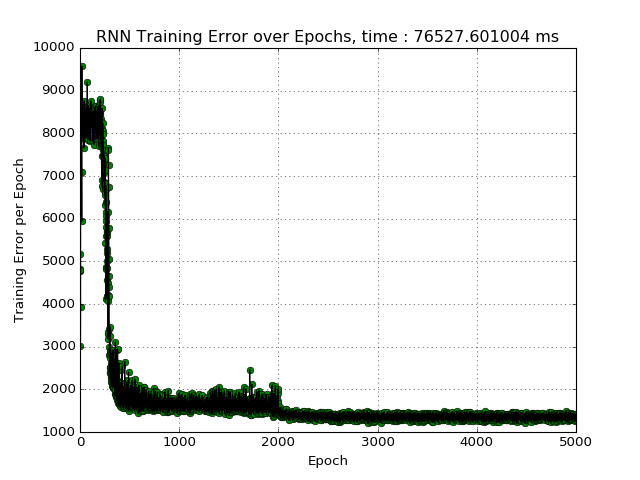 RNN Training Error over Epochs, time : 76527.601004 ms
10000
9000
8000
7000
6000
5000
4000
3000
2000
1000
Training Error per Epoch
0 1000 2000 3000 4000 5000
Epoch